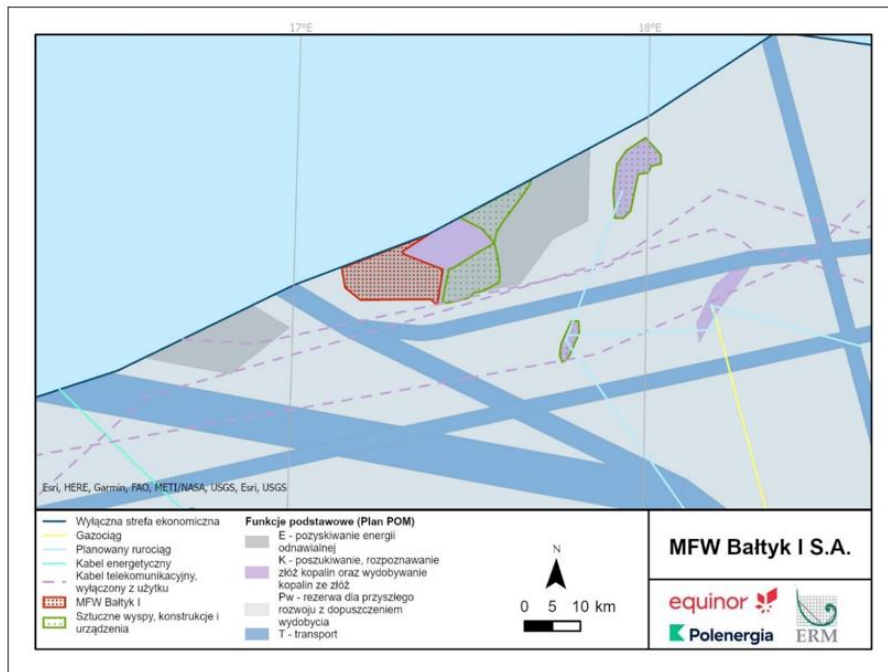 17°E 18°E
Esri, HERE, Garmin, FAO, METI/NASA, USGS, Esri, USGS
Wyłączna strefa ekonomiczna
Gazociąg
Planowany rurociąg
Kabel energetyczny
Kabel telekomunikacyjny,
wyłączony z użytku
MFW Bałtyk I
Sztuczne wyspy, konstrukcje i
urządzenia
Funkcje podstawowe (Plan POM)
E - pozyskiwanie energii
odnawialnej
K - poszukiwanie, rozpoznawanie
złóż kopalin oraz wydobywanie
kopalin ze złóż
Pw - rezerwa dla przyszłego
rozwoju z dopuszczeniem
wydobycia
T - transport
N
0 5 10 km
MFW Bałtyk I S.A.
equinor
Polenergia
ERM